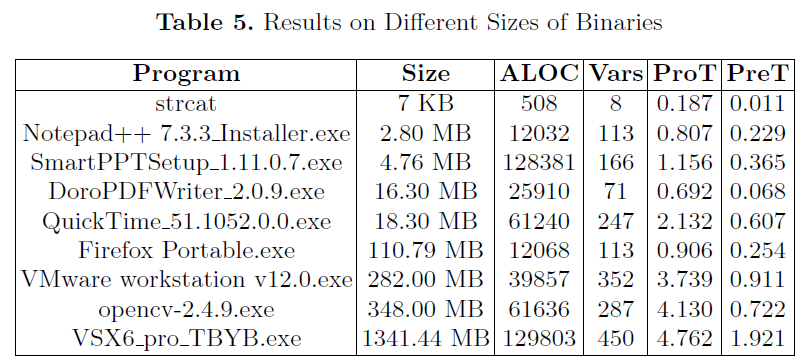 Table 5. Results on Different Sizes of Binaries
Program Size ALOC Vars ProT PreT
strcat 7 KB 508 8 0.187 0.011
Notepad++ 7.3.3_Installer.exe 2.80 MB 12032 113 0.807 0.229
SmartPPTSetup_1.11.0.7.exe 4.76 MB 128381 166 1.156 0.365
DoroPDFWriter_2.0.9.exe 16.30 MB 25910 71 0.692 0.068
QuickTime_51.1052.0.0.exe 18.30 MB 61240 247 2.132 0.607
Firefox Portable.exe 110.79 MB 12068 113 0.906 0.254
VMware workstation v12.0.exe 282.00 MB 39857 352 3.739 0.911
opencv-2.4.9.exe 348.00 MB 61636 287 4.130 0.722
VSX6_pro_TBYB.exe 1341.44 MB 129803 450 4.762 1.921